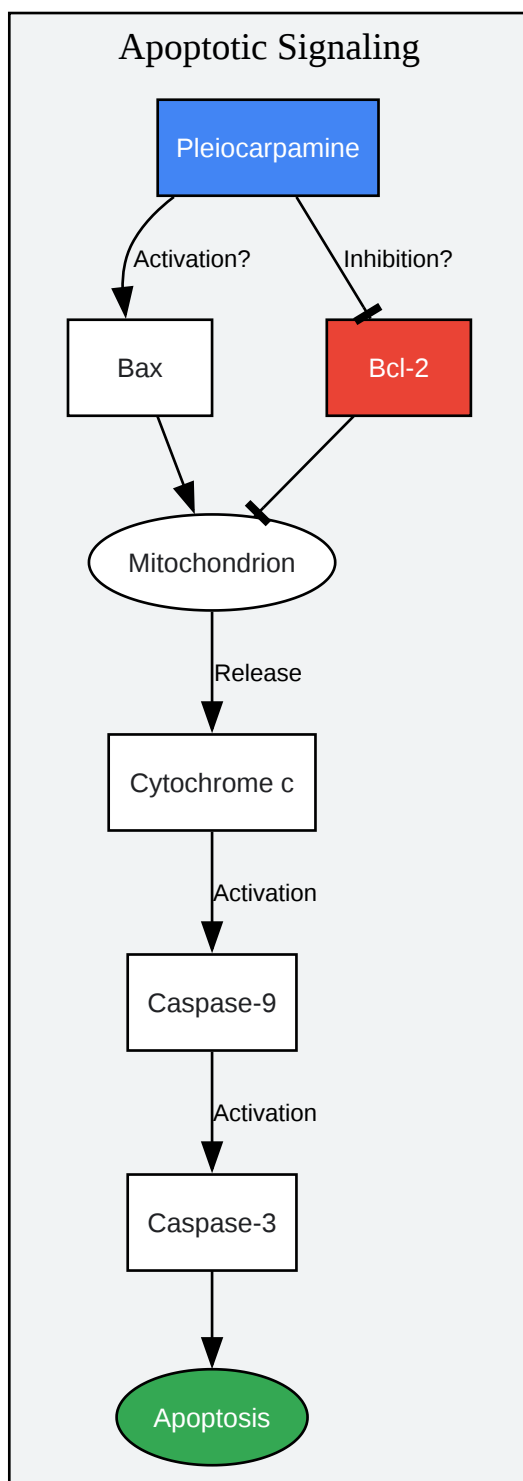 Apoptotic Signaling
Pleiocarpamine
Activation?
Inhibition?
Bax
Bcl-2
Mitochondrion
Release
Cytochrome c
Activation
Caspase-9
Activation
Caspase-3
Apoptosis